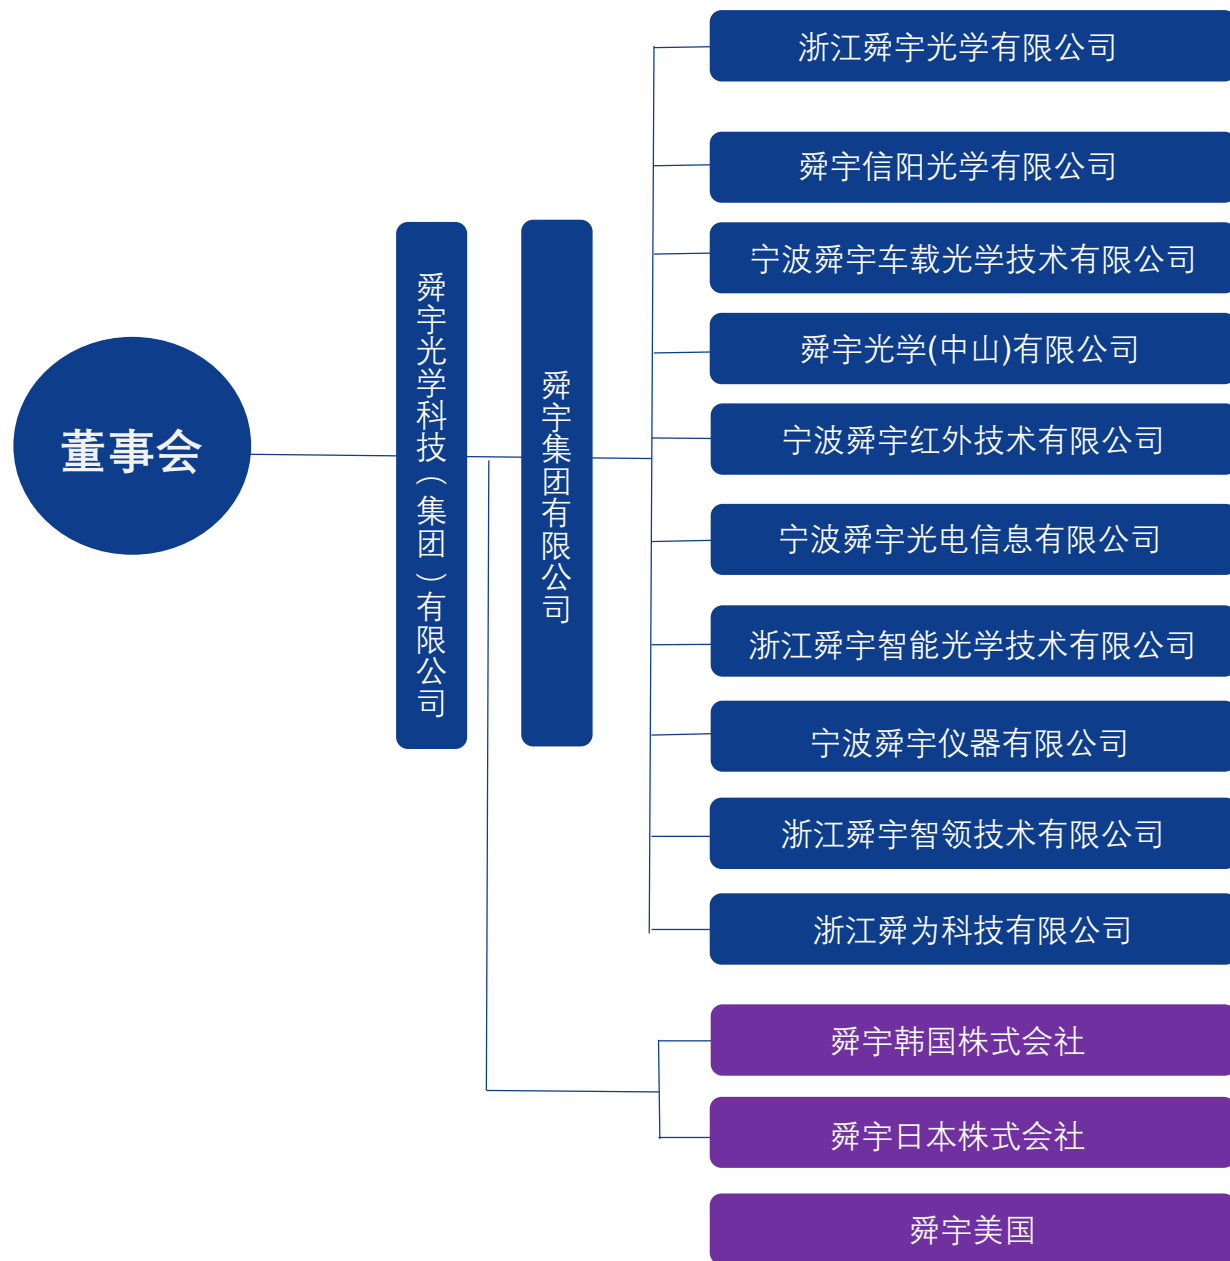 董事会
舜宇光学科技（集团）有限公司
舜宇集团有限公司
浙江舜宇光学有限公司
舜宇信阳光学有限公司
宁波舜宇车载光学技术有限公司
舜宇光学(中山)有限公司
宁波舜宇红外技术有限公司
宁波舜宇光电信息有限公司
浙江舜宇智能光学技术有限公司
宁波舜宇仪器有限公司
浙江舜宇智领技术有限公司
浙江舜为科技有限公司
舜宇韩国株式会社
舜宇日本株式会社
舜宇美国